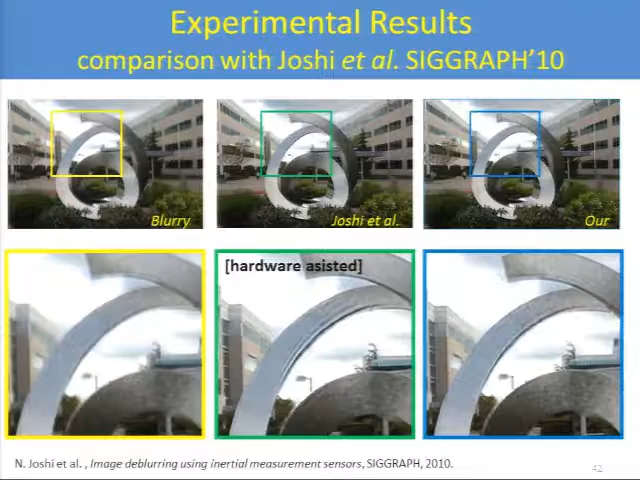 Experimental Results
comparison with Joshi et al. SIGGRAPH'10
Blurry
Joshi et al.
Our
[hardware asisted]
N. Joshi et al. , Image deblurring using inertial measurement sensors, SIGGRAPH, 2010.
42